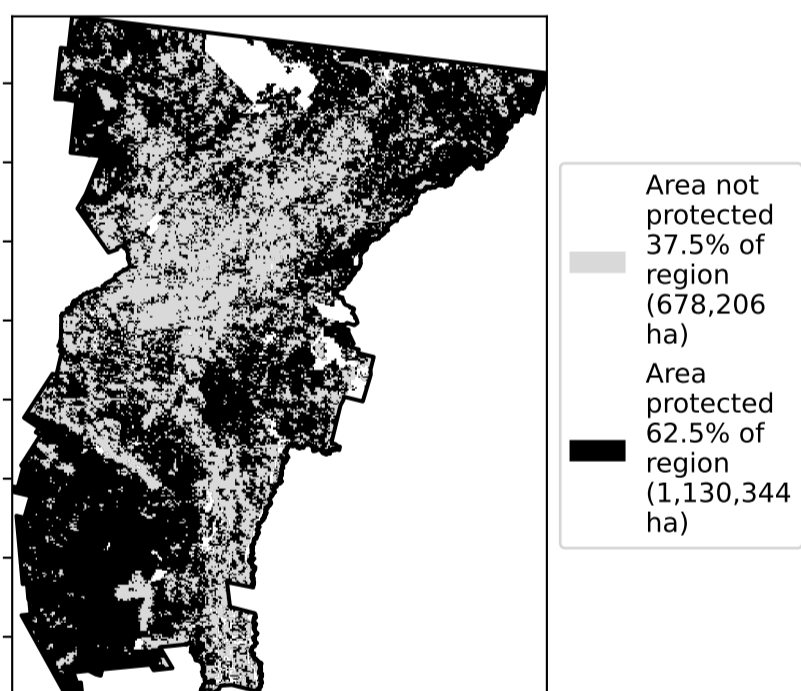 Area not
protected
37.5% of
region
(678,206
ha)
Area
protected
62.5% of
region
(1,130,344
ha)